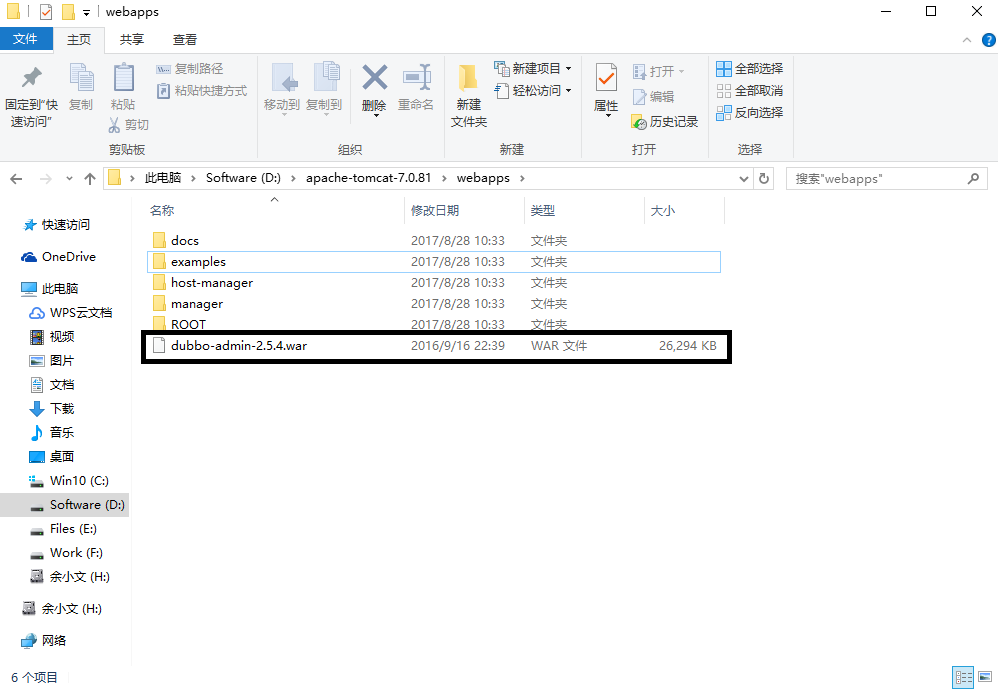 webapps
文件 主页 共享 查看
固定到"快速访问"
复制
粘贴
复制路径
粘贴快捷方式
剪切
剪贴板
移动到
复制到
删除
重命名
组织
新建文件夹
新建项目
轻松访问
新建
属性
打开
编辑
历史记录
打开
全部选择
全部取消
反向选择
选择
此电脑 Software (D:) apache-tomcat-7.0.81 webapps
搜索"webapps"
名称 修改日期 类型 大小
docs 2017/8/28 10:33 文件夹
examples 2017/8/28 10:33 文件夹
host-manager 2017/8/28 10:33 文件夹
manager 2017/8/28 10:33 文件夹
ROOT 2017/8/28 10:33 文件夹
dubbo-admin-2.5.4.war 2016/9/16 22:39 WAR 文件 26,294 KB
快速访问
OneDrive
此电脑
WPS云文档
视频
图片
文档
下载
音乐
桌面
Win10 (C:)
Software (D:)
Files (E:)
Work (F:)
余小文 (H:)
余小文 (H:)
网络
6 个项目